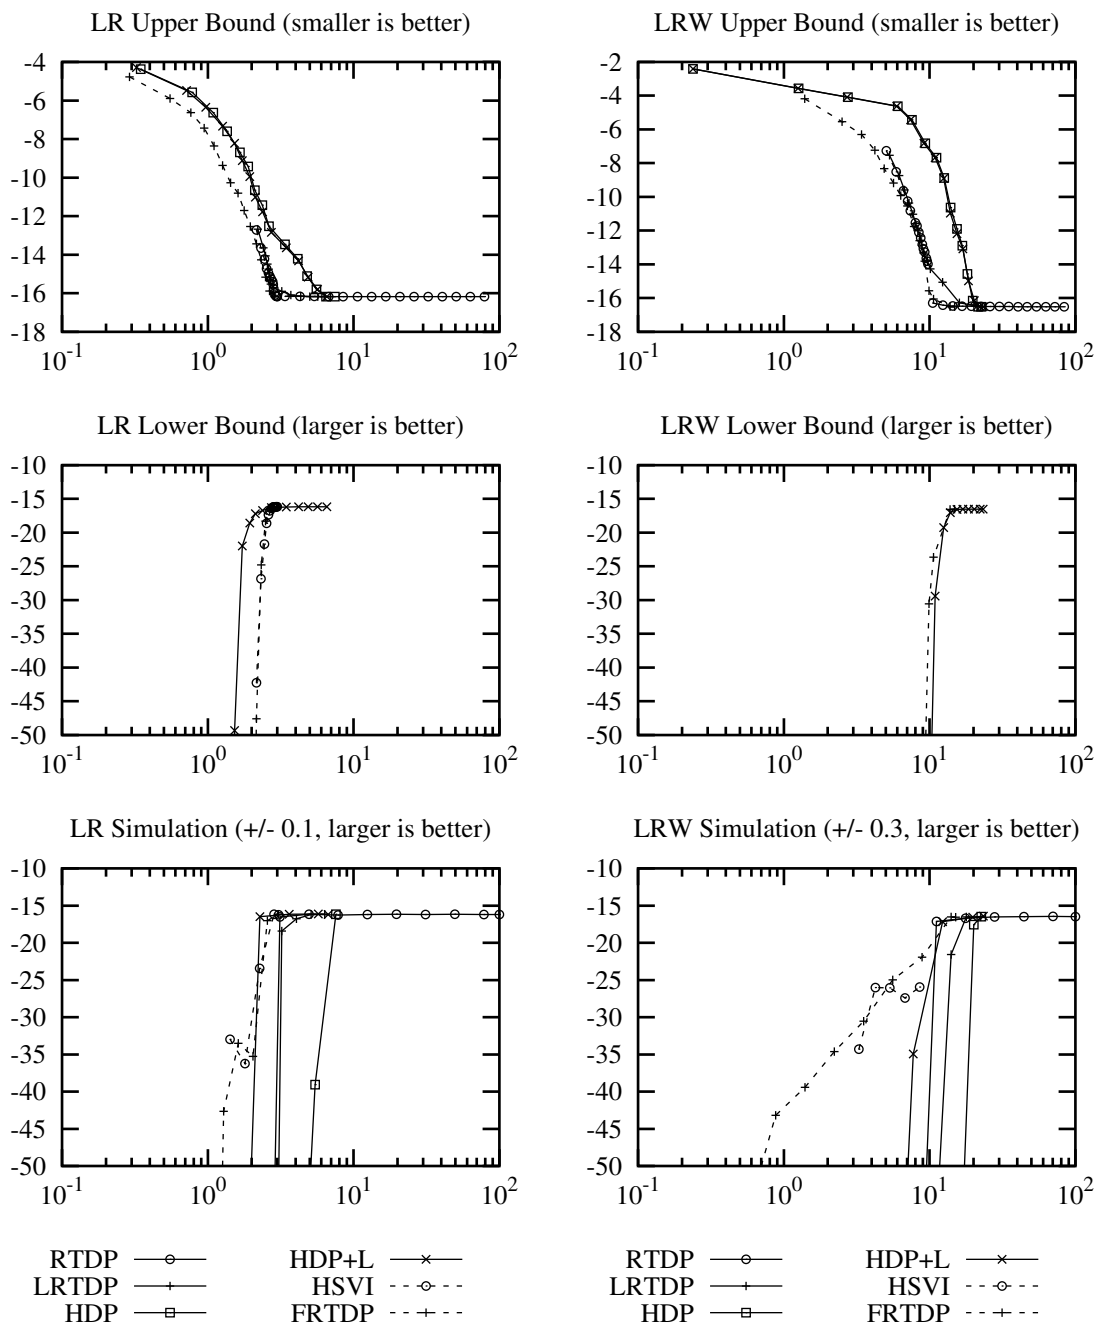 LR Upper Bound (smaller is better)
-4
-6
-8
-10
-12
-14
-16
-18
10^-1 10^0 10^1 10^2
LRW Upper Bound (smaller is better)
-2
-4
-6
-8
-10
-12
-14
-16
-18
10^-1 10^0 10^1 10^2
LR Lower Bound (larger is better)
-10
-15
-20
-25
-30
-35
-40
-45
-50
10^-1 10^0 10^1 10^2
LRW Lower Bound (larger is better)
-10
-15
-20
-25
-30
-35
-40
-45
-50
10^-1 10^0 10^1 10^2
LR Simulation (+/- 0.1, larger is better)
-10
-15
-20
-25
-30
-35
-40
-45
-50
10^-1 10^0 10^1 10^2
LRW Simulation (+/- 0.3, larger is better)
-10
-15
-20
-25
-30
-35
-40
-45
-50
10^-1 10^0 10^1 10^2
RTDP HDP+L
LRTDP HSVI
HDP FRTDP
RTDP HDP+L
LRTDP HSVI
HDP FRTDP